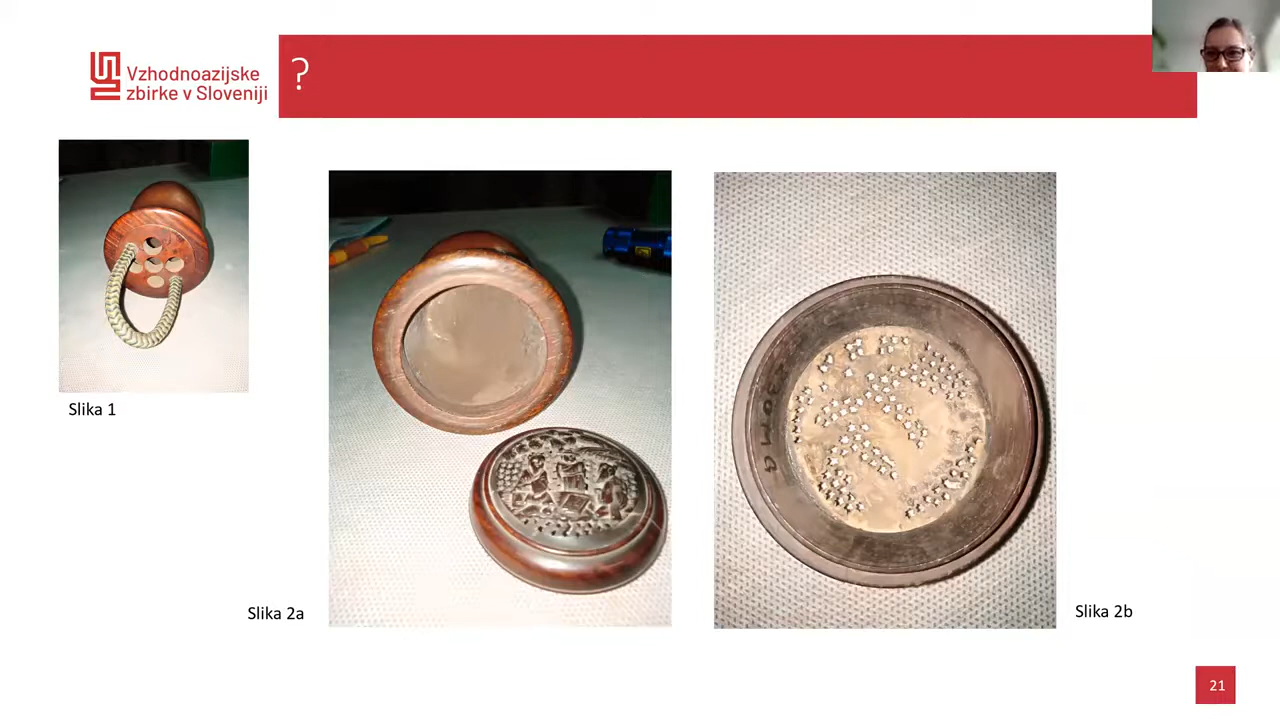 Vzhodnoazijske
zbirke v Sloveniji
?
Slika 1
Slika 2a
Slika 2b
21